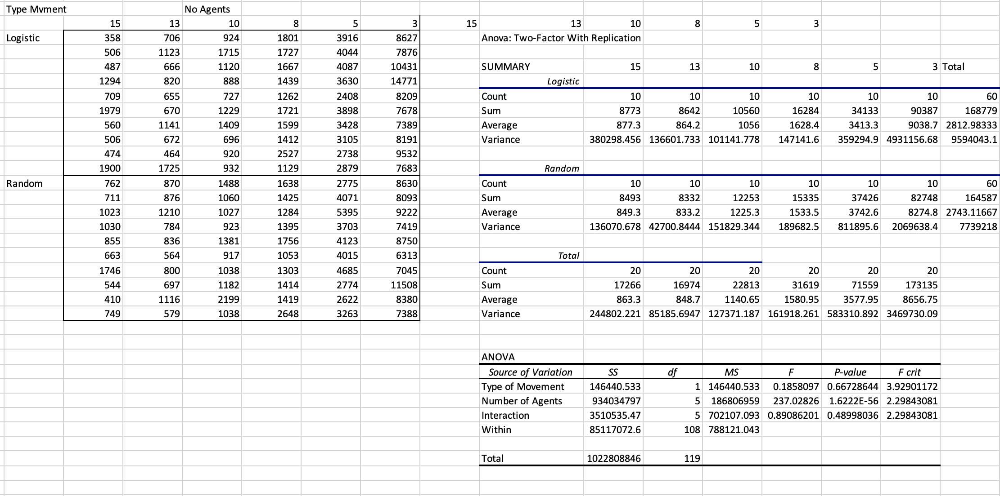 Type Mvment No Agents
15 13 10 8 5 3 15 13 10 8 5 3
Logistic 358 706 924 1801 3916 8627 Anova: Two-Factor With Replication
506 1123 1715 1727 4044 7876
487 666 1120 1667 4087 10431 SUMMARY 15 13 10 8 5 3 Total
1294 820 888 1439 3630 14771 Logistic
709 655 727 1262 2408 8209 Count 10 10 10 10 10 10 60
1979 670 1229 1721 3898 7678 Sum 8773 8642 10560 16284 34133 90387 168779
560 1141 1409 1599 3428 7389 Average 877.3 864.2 1056 1628.4 3413.3 9038.7 2812.98333
506 672 696 1412 3105 8191 Variance 380298.456 136601.733 101141.778 147141.6 359294.9 4931156.68 9594043.1
474 464 920 2527 2738 9532
1900 1725 932 1129 2879 7683 Random
Random 762 870 1488 1638 2775 8630 Count 10 10 10 10 10 10 60
711 876 1060 1425 4071 8093 Sum 8493 8332 12253 15335 37426 82748 164587
1023 1210 1027 1284 5395 9222 Average 849.3 833.2 1225.3 1533.5 3742.6 8274.8 2743.11667
1030 784 923 1395 3703 7419 Variance 136070.678 42700.8444 151829.344 189682.5 811895.6 2069638.4 7739218
855 836 1381 1756 4123 8750
663 564 917 1053 4015 6313 Total
1746 800 1038 1303 4685 7045 Count 20 20 20 20 20 20
544 697 1182 1414 2774 11508 Sum 17266 16974 22813 31619 71559 173135
410 1116 2199 1419 2622 8380 Average 863.3 848.7 1140.65 1580.95 3577.95 8656.75
749 579 1038 2648 3263 7388 Variance 244802.221 85185.6947 127371.187 161918.261 583310.892 3469730.09
ANOVA
Source of Variation SS df MS F P-value F crit
Type of Movement 146440.533 1 146440.533 0.1858097 0.66728644 3.92901172
Number of Agents 934034797 5 186806959 237.02826 1.6222E-56 2.29843081
Interaction 3510535.47 5 702107.093 0.89086201 0.48998036 2.29843081
Within 85117072.6 108 788121.043
Total 1022808846 119